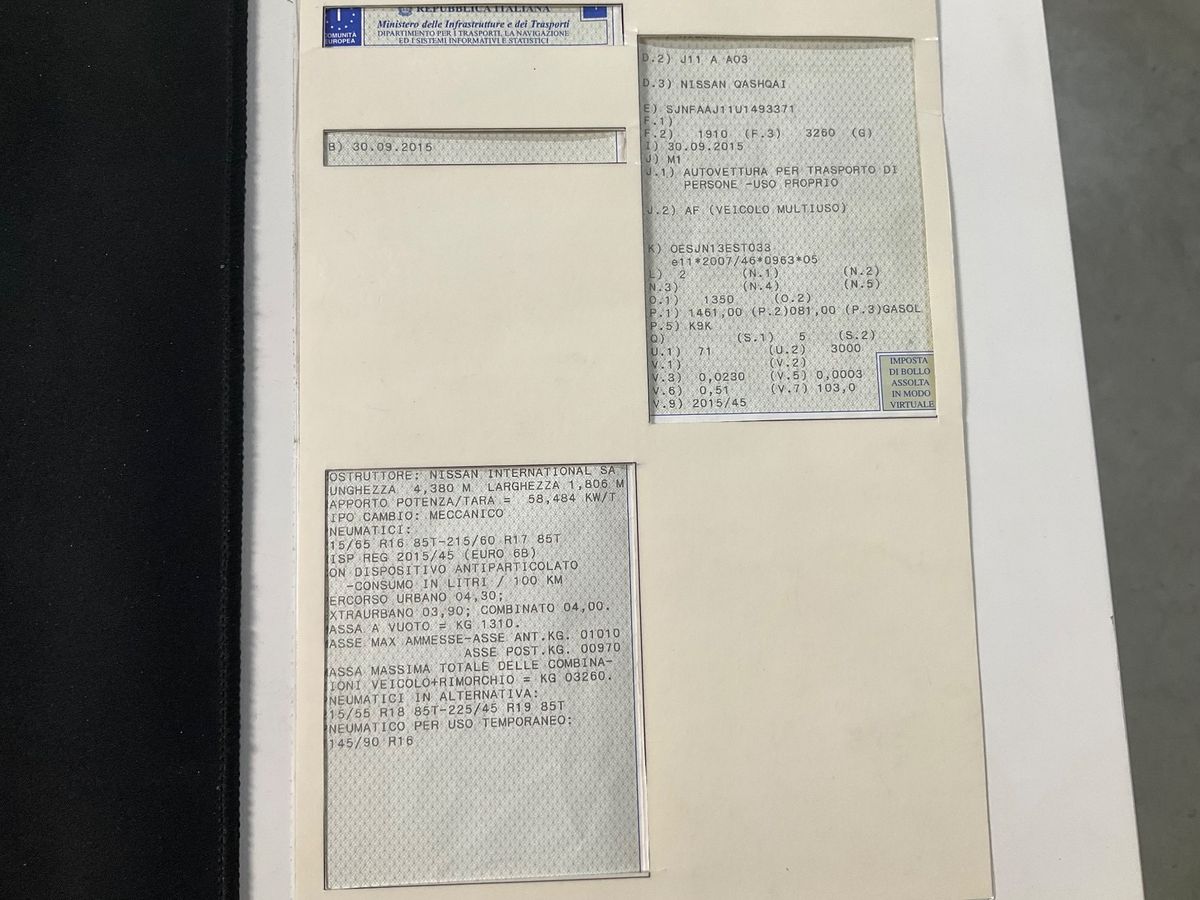 REPUBBLICA ITALIANA
COMUNITÀ
EUROPEA
I
Ministero delle Infrastrutture e dei Trasporti
DIPARTIMENTO PER I TRASPORTI, LA NAVIGAZIONE
ED I SISTEMI INFORMATIVI E STATISTICI
B) 30.09.2015
D.2) J11 A A03
D.3) NISSAN QASHQAI
E) SJNFAAJ11U1493371
F.1)
F.2) 1910 (F.3) 3260 (G)
I) 30.09.2015
J) M1
J.1) AUTOVETTURA PER TRASPORTO DI
PERSONE -USO PROPRIO
J.2) AF (VEICOLO MULTIUSO)
K) OESJN13EST033
e11*2007/46*0963*05
L) 2 (N.1) (N.2)
N.3) (N.4) (N.5)
O.1) 1350 (O.2)
P.1) 1461,00 (P.2)081,00 (P.3)GASOL
P.5) K9K
Q) (S.1) 5 (S.2)
U.1) 71 (U.2) 3000
V.1) (V.2)
V.3) 0,0230 (V.5) 0,0003
V.6) 0,51 (V.7) 103,0
V.9) 2015/45
IMPOSTA
DI BOLLO
ASSOLTA
IN MODO
VIRTUALE
OSTRUTTORE: NISSAN INTERNATIONAL SA
UNGHEZZA 4,380 M LARGHEZZA 1,806 M
APPORTO POTENZA/TARA = 58,484 KW/T
IPO CAMBIO: MECCANICO
NEUMATICI:
15/65 R16 85T-215/60 R17 85T
ISP REG 2015/45 (EURO 6B)
ON DISPOSITIVO ANTIPARTICOLATO
-CONSUMO IN LITRI / 100 KM
ERCORSO URBANO 04,30;
XTRAURBANO 03,90; COMBINATO 04,00.
ASSA A VUOTO = KG 1310.
ASSE MAX AMMESSE-ASSE ANT.KG. 01010
ASSE POST.KG. 00970
ASSA MASSIMA TOTALE DELLE COMBINA-
IONI VEICOLO+RIMORCHIO = KG 03260.
NEUMATICI IN ALTERNATIVA:
15/55 R18 85T-225/45 R19 85T
NEUMATICO PER USO TEMPORANEO:
145/90 R16